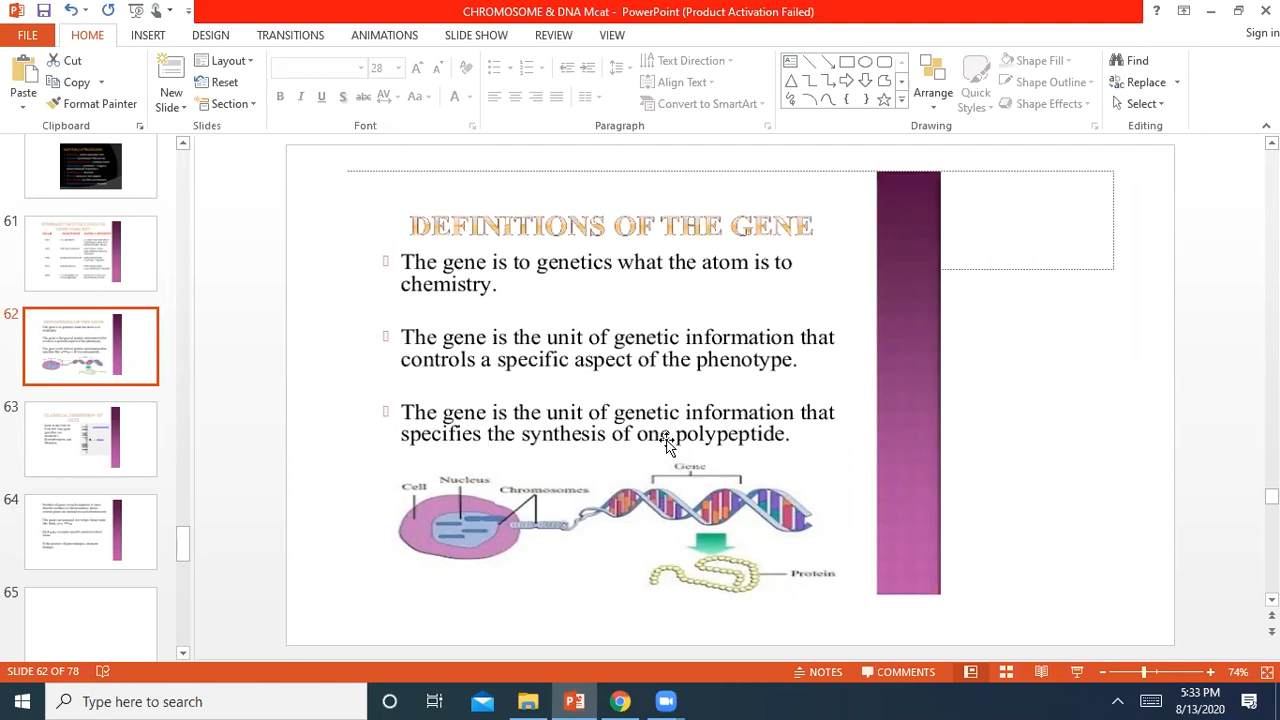 CHROMOSOME & DNA Mcat - PowerPoint (Product Activation Failed)
?
FILE HOME INSERT DESIGN TRANSITIONS ANIMATIONS SLIDE SHOW REVIEW VIEW Sign in
Paste Cut
Copy
Format Painter
Clipboard
New Slide
Layout
Reset
Section
Slides
28
B I U S abc AV Aa A
Font
Text Direction
Align Text
Convert to SmartArt
Paragraph
Arrange
Quick Styles
Shape Fill
Shape Outline
Shape Effects
Drawing
Find
Replace
Select
Editing
61
62
63
64
65
DEFINITIONS OF THE GENE
The gene is to genetics what the atom is to
chemistry.
The gene is the unit of genetic information that
controls a specific aspect of the phenotype.
The gene is the unit of genetic information that
specifies the synthesis of one polypeptide.
Gene
Cell
Nucleus
Chromosomes
Protein
SLIDE 62 OF 78
NOTES
COMMENTS
74%
Type here to search
5:33 PM
8/13/2020